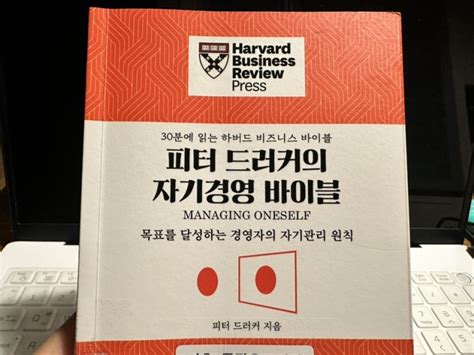 Harvard
Business
Review
Press
30분에 읽는 하버드 비즈니스 바이블
피터 드러커의
자기경영 바이블
MANAGING ONESELF
목표를 달성하는 경영자의 자기관리 원칙
피터 드러커 지음